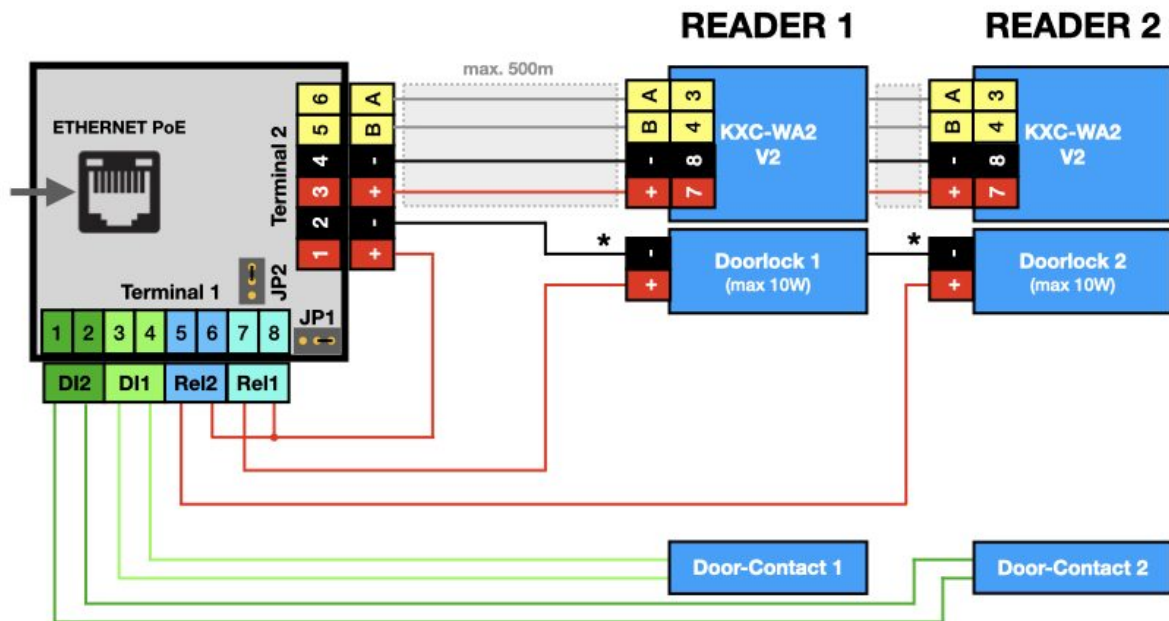 READER 1
READER 2
max. 500m
ETHERNET PoE
Terminal 2
6 A
5 B
4 -
3 +
2 -
1 +
A 3
B 4
- 8
+ 7
KXC-WA2
V2
A 3
B 4
- 8
+ 7
KXC-WA2
V2
* -
+
Doorlock 1
(max 10W)
* -
+
Doorlock 2
(max 10W)
JP2
Terminal 1
JP1
1 2 3 4 5 6 7 8
DI2 DI1 Rel2 Rel1
Door-Contact 1
Door-Contact 2